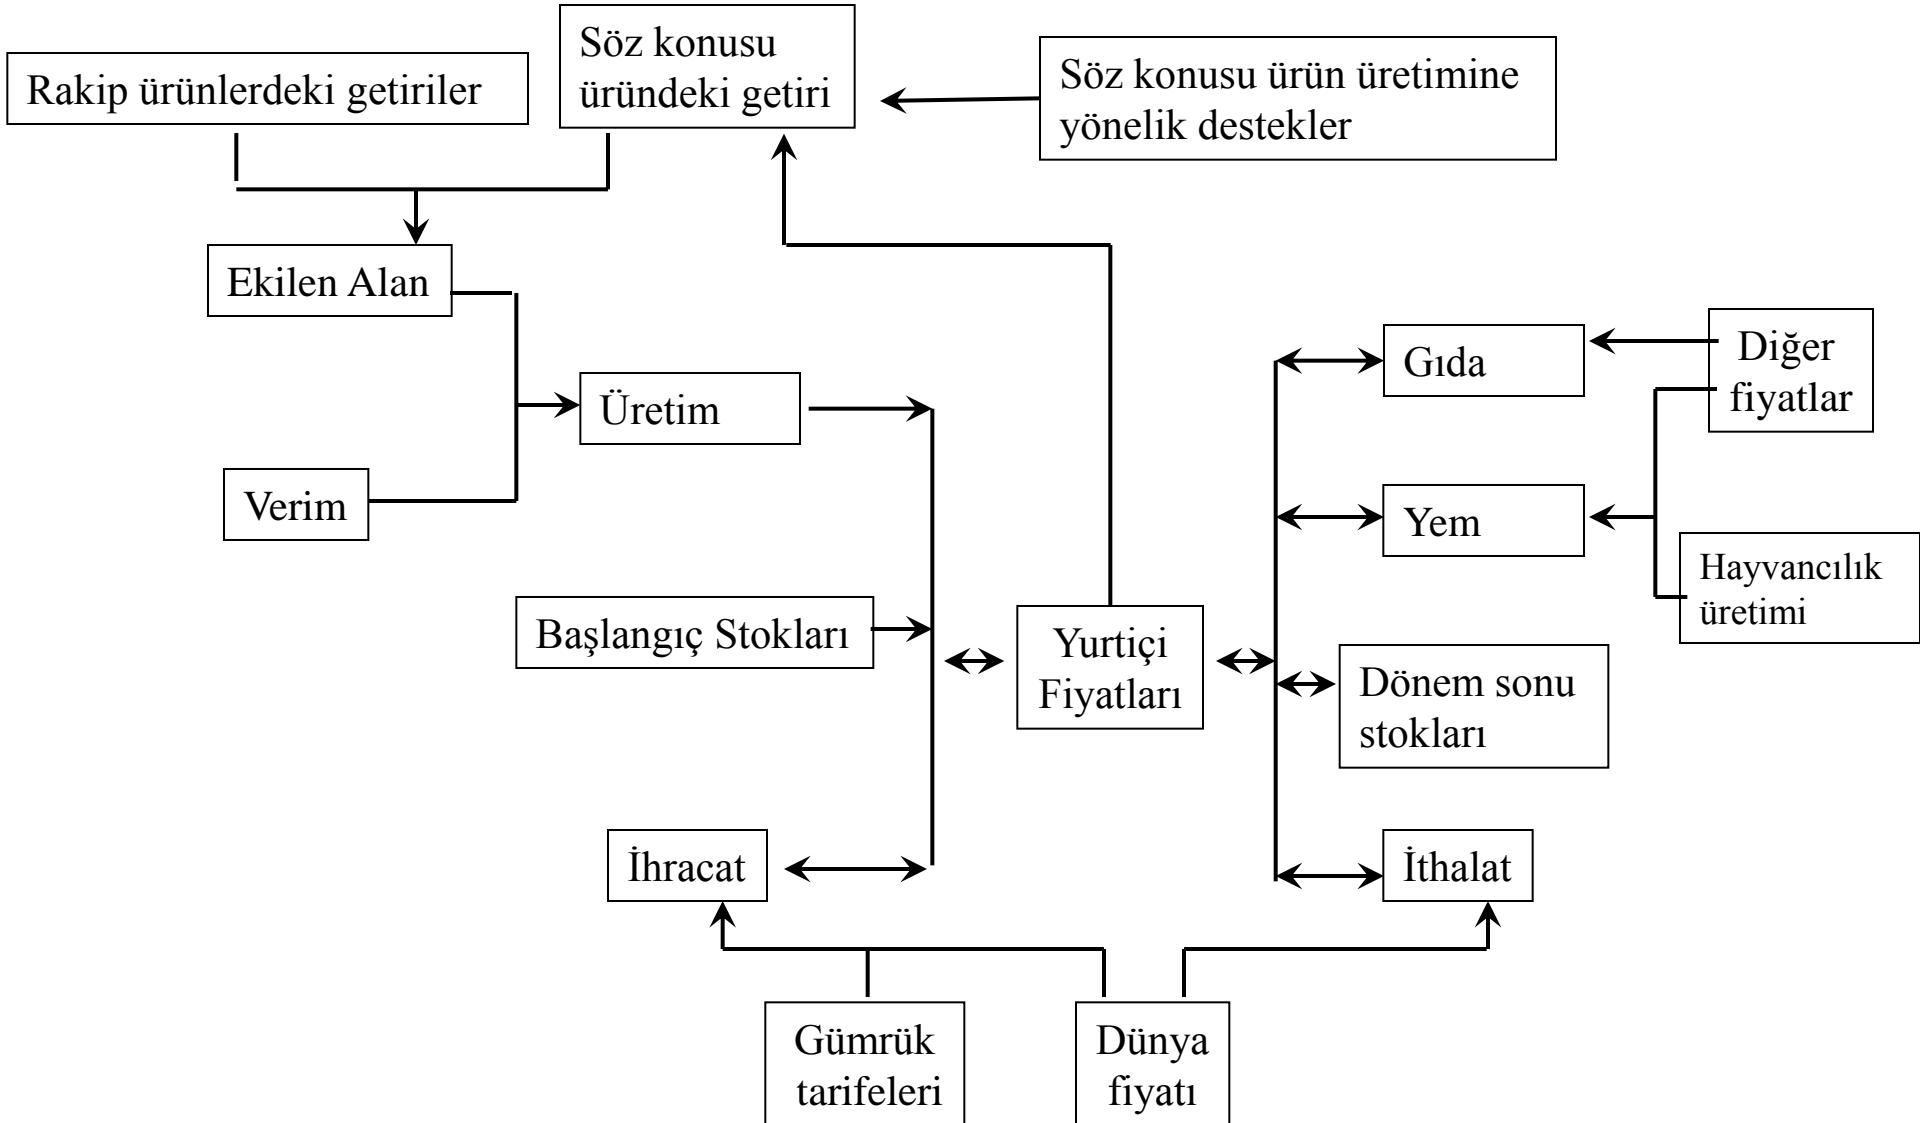 Söz konusu
üründeki getiri
Rakip ürünlerdeki getiriler
Söz konusu ürün üretimine
yönelik destekler
Ekilen Alan
Gıda
Diğer
fiyatlar
Üretim
Verim
Yem
Hayvancılık
üretimi
Başlangıç Stokları
Yurtiçi
Fiyatları
Dönem sonu
stokları
İhracat
İthalat
Gümrük
tarifeleri
Dünya
fiyatı